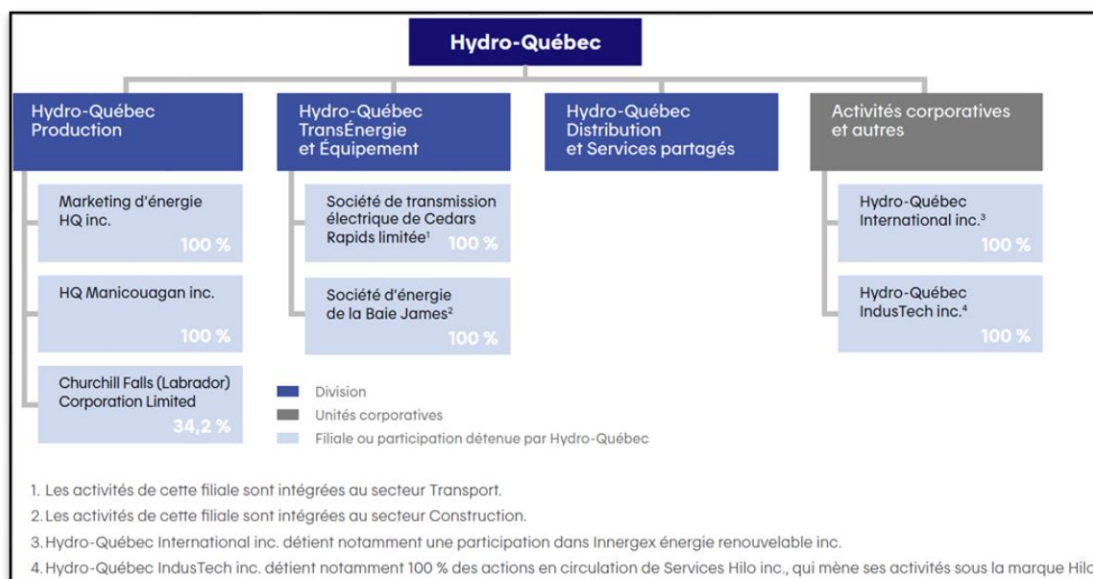 Hydro-Québec
Hydro-Québec
Production
Hydro-Québec
TransÉnergie
et Équipement
Hydro-Québec
Distribution
et Services partagés
Activités corporatives
et autres
Marketing d'énergie
HQ inc.
100 %
HQ Manicouagan inc.
100 %
Churchill Falls (Labrador)
Corporation Limited
34,2 %
Société de transmission
électrique de Cedars
Rapids limitée¹
100 %
Société d'énergie
de la Baie James²
100 %
Hydro-Québec
International inc.³
100 %
Hydro-Québec
IndusTech inc.⁴
100 %
Division
Unités corporatives
Filiale ou participation détenue par Hydro-Québec
1. Les activités de cette filiale sont intégrées au secteur Transport.
2. Les activités de cette filiale sont intégrées au secteur Construction.
3. Hydro-Québec International inc. détient notamment une participation dans Innergex énergie renouvelable inc.
4. Hydro-Québec IndusTech inc. détient notamment 100 % des actions en circulation de Services Hilo inc., qui mène ses activités sous la marque Hilo